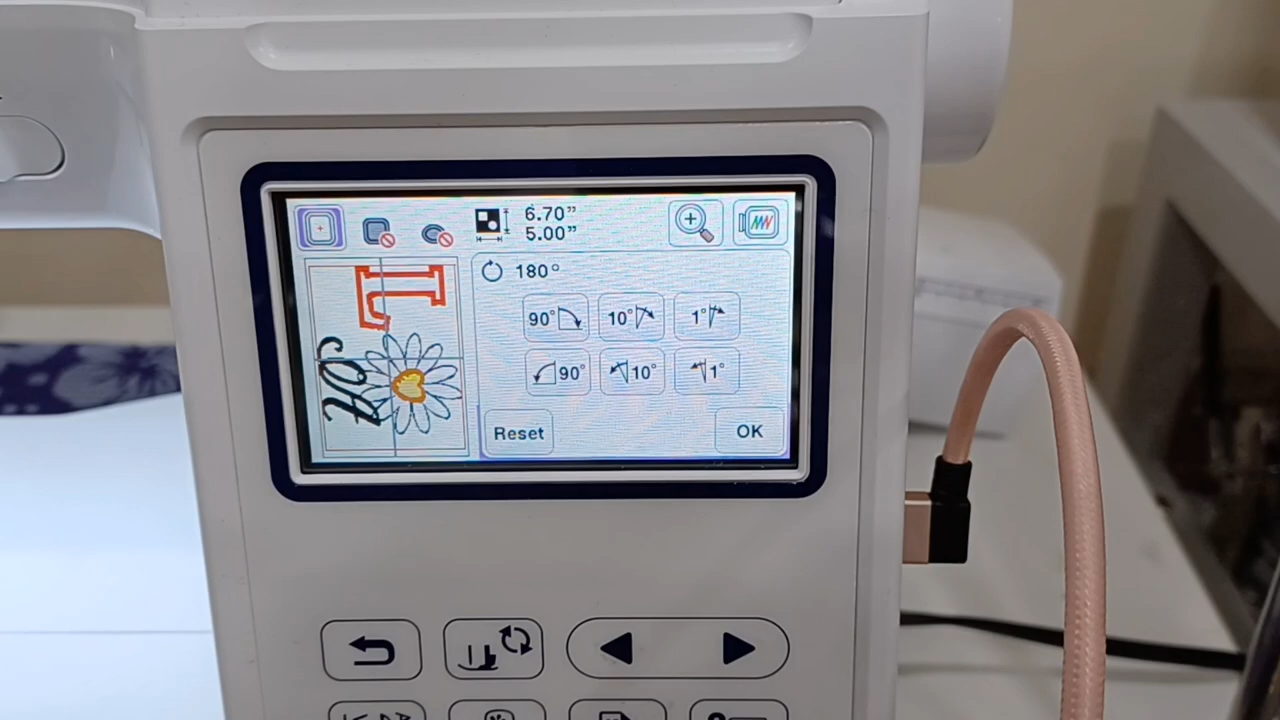 6.70”
5.00”
180°
90° 10° 1°
90° 10° 1°
Reset OK